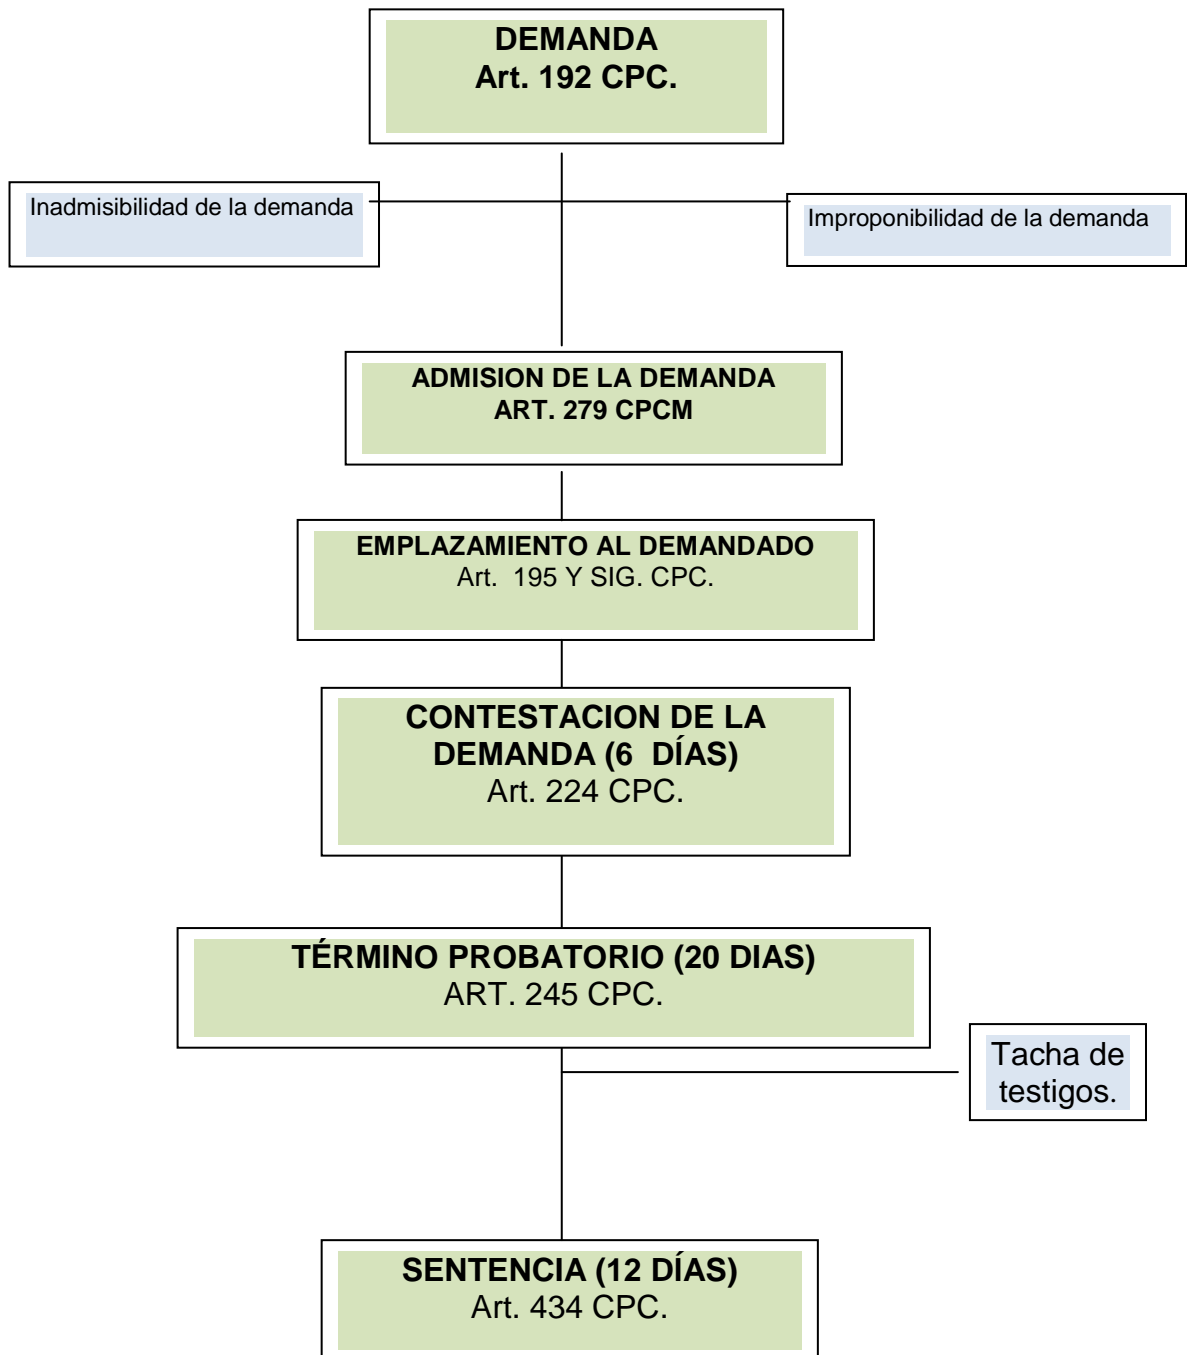 DEMANDA
Art. 192 CPC.
Inadmisibilidad de la demanda
Improponibilidad de la demanda
ADMISION DE LA DEMANDA
ART. 279 CPCM
EMPLAZAMIENTO AL DEMANDADO
Art. 195 Y SIG. CPC.
CONTESTACION DE LA
DEMANDA (6 DÍAS)
Art. 224 CPC.
TÉRMINO PROBATORIO (20 DIAS)
ART. 245 CPC.
Tacha de
testigos.
SENTENCIA (12 DÍAS)
Art. 434 CPC.